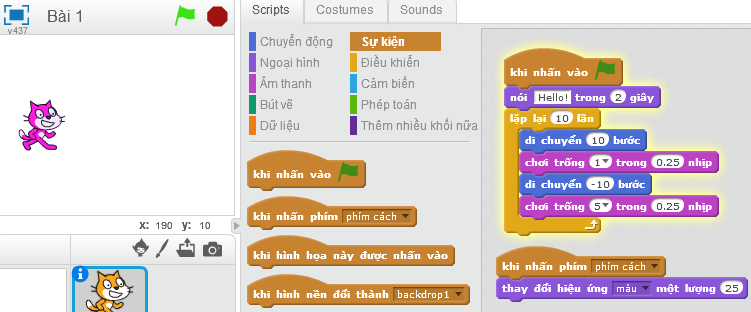 Bài 1
v437
Scripts
Costumes
Sounds
Chuyển động
Sự kiện
Ngoại hình
Điều khiển
Âm thanh
Cảm biến
Bút vẽ
Phép toán
Dữ liệu
Thêm nhiều khối nữa
khi nhấn vào
khi nhấn phím phím cách
khi hình họa này được nhấn vào
khi hình nền đổi thành backdrop1
x: 190 y: 10
khi nhấn vào
nói Hello! trong 2 giây
lặp lại 10 lần
di chuyển 10 bước
chơi trống 1 trong 0.25 nhịp
di chuyển -10 bước
chơi trống 5 trong 0.25 nhịp
khi nhấn phím phím cách
thay đổi hiệu ứng màu một lượng 25